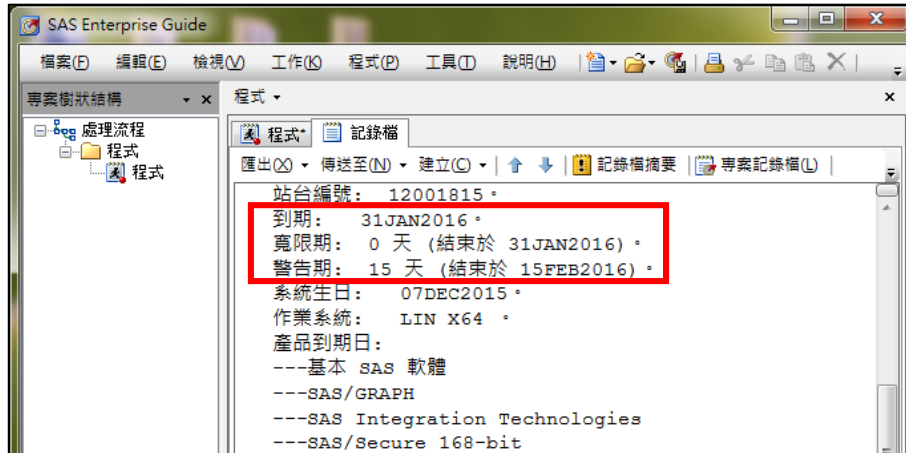 SAS Enterprise Guide
檔案(F) 編輯(E) 檢視(V) 工作(K) 程式(P) 工具(T) 說明(H)
專案樹狀結構
程式
處理流程
程式
程式
程式*
記錄檔
匯出(X) 傳送至(N) 建立(C) 記錄檔摘要 專案記錄檔(L)
站台編號: 12001815。
到期: 31JAN2016。
寬限期: 0 天 (結束於 31JAN2016)。
警告期: 15 天 (結束於 15FEB2016)。
系統生日: 07DEC2015。
作業系統: LIN X64 。
產品到期日:
---基本 SAS 軟體
---SAS/GRAPH
---SAS Integration Technologies
---SAS/Secure 168-bit